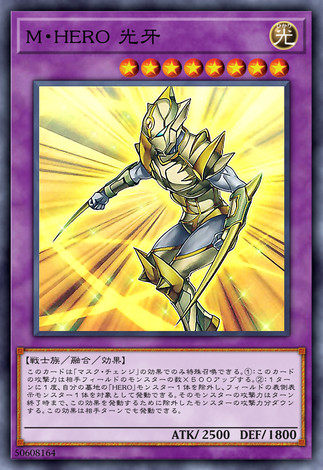 M・HERO 光牙
光
【戦士族／融合／効果】
このカードは「マスク・チェンジ」の効果でのみ特殊召喚できる。①：このカード
の攻撃力は相手フィールドのモンスターの数×５００アップする。②：１ターン
に１度、自分の墓地の「HERO」モンスター１体を除外し、フィールドの表側表
示モンスター１体を対象として発動できる。そのモンスターの攻撃力はターン
終了時まで、この効果を発動するために除外したモンスターの攻撃力分ダウン
する。この効果は相手ターンでも発動できる。
ATK/ 2500 DEF/1800
50608164